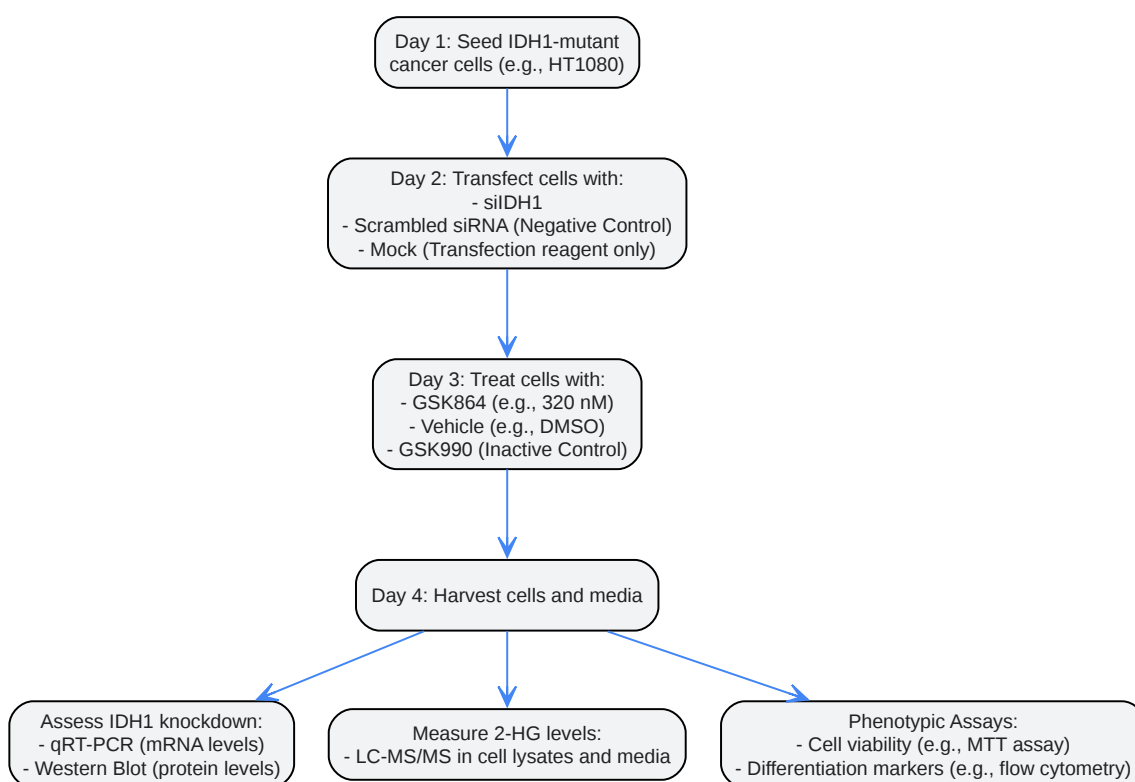 Day 1: Seed IDH1-mutant
cancer cells (e.g., HT1080)
Day 2: Transfect cells with:
- siIDH1
- Scrambled siRNA (Negative Control)
- Mock (Transfection reagent only)
Day 3: Treat cells with:
- GSK864 (e.g., 320 nM)
- Vehicle (e.g., DMSO)
- GSK990 (Inactive Control)
Day 4: Harvest cells and media
Assess IDH1 knockdown:
- qRT-PCR (mRNA levels)
- Western Blot (protein levels)
Measure 2-HG levels:
- LC-MS/MS in cell lysates and media
Phenotypic Assays:
- Cell viability (e.g., MTT assay)
- Differentiation markers (e.g., flow cytometry)